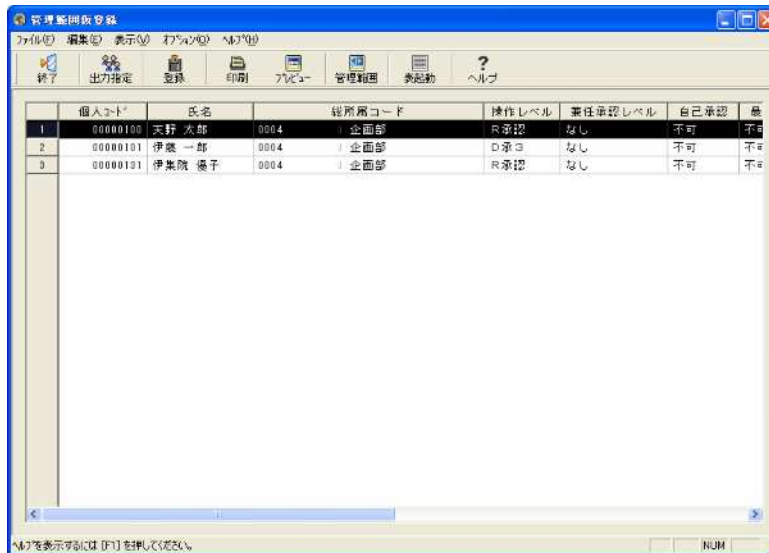 管理範囲仮登録
ファイル(F) 編集(E) 表示(V) オプション(O) ヘルプ(H)
終了 出力指定 登録 印刷 プレビュー 管理範囲 表起動 ヘルプ
個人コード 氏名 総所属コード 操作レベル 兼任承認レベル 自己承認 最
1 00000100 天野 太郎 0004 企画部 R承認 なし 不可 不可
2 00000101 伊藤 一郎 0004 企画部 D承3 なし 不可 不可
3 00000131 伊集院 優子 0004 企画部 R承認 なし 不可 不可
ヘルプを表示するには [F1] を押してください。 NUM